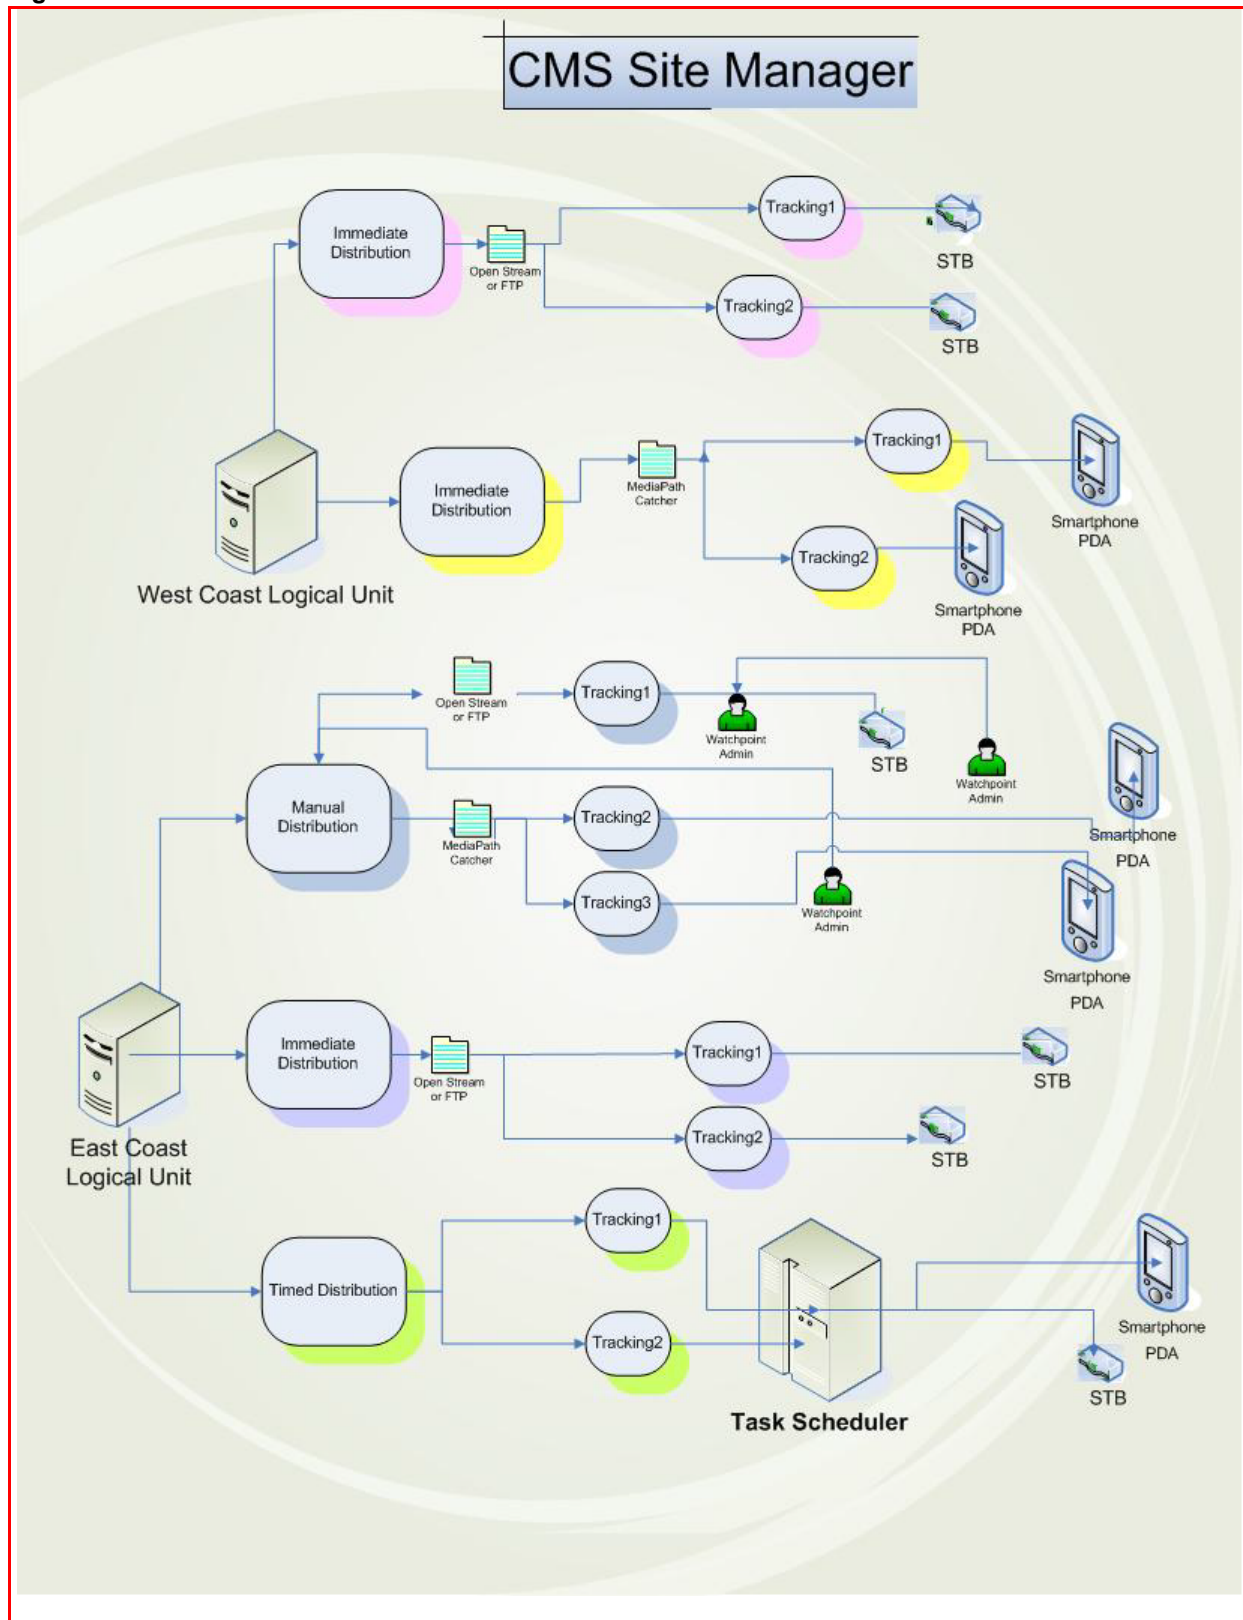 CMS Site Manager
Immediate
Distribution
Open Stream
or FTP
Tracking1
STB
Tracking2
STB
Immediate
Distribution
MediaPath
Catcher
Tracking1
Smartphone
PDA
Tracking2
Smartphone
PDA
West Coast Logical Unit
Open Stream
or FTP
Tracking1
Watchpoint
Admin
STB
Watchpoint
Admin
Manual
Distribution
MediaPath
Catcher
Tracking2
Smartphone
PDA
Tracking3
Watchpoint
Admin
Smartphone
PDA
Immediate
Distribution
Open Stream
or FTP
Tracking1
STB
Tracking2
STB
East Coast
Logical Unit
Timed Distribution
Tracking1
Tracking2
Task Scheduler
Smartphone
PDA
STB